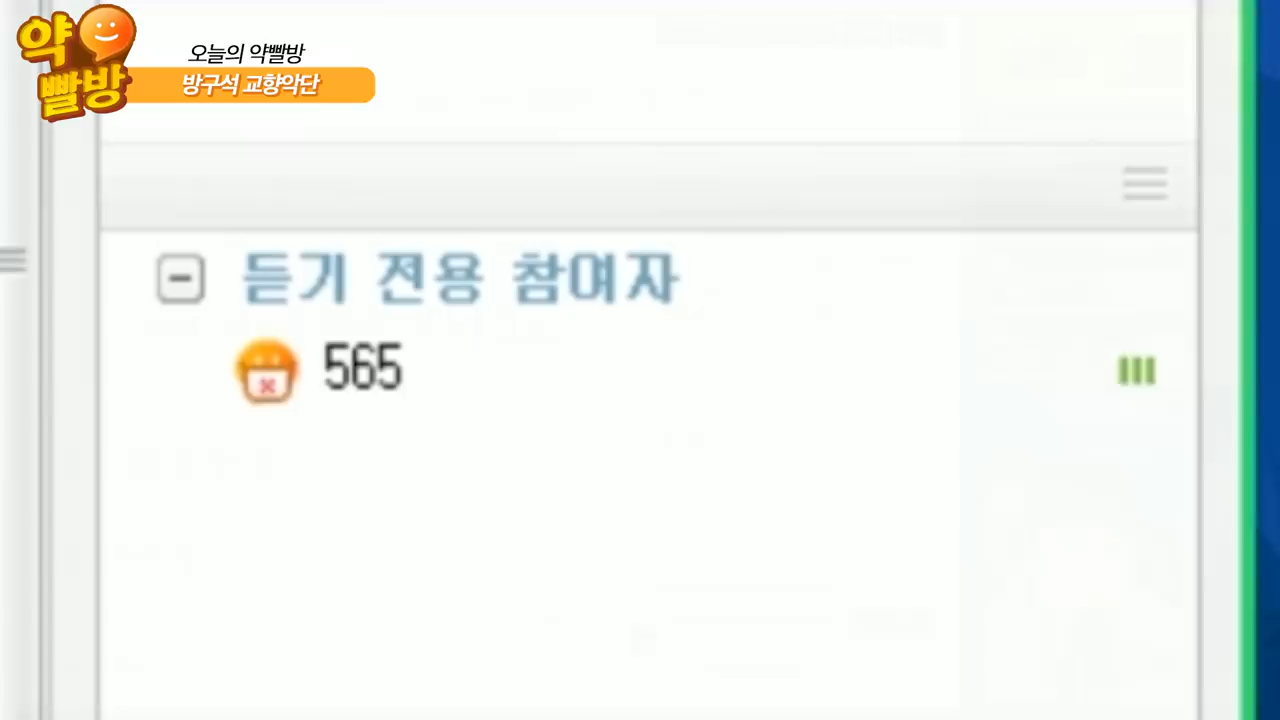 약
빨방
오늘의 약빨방
방구석 교향악단
듣기 전용 참여자
565